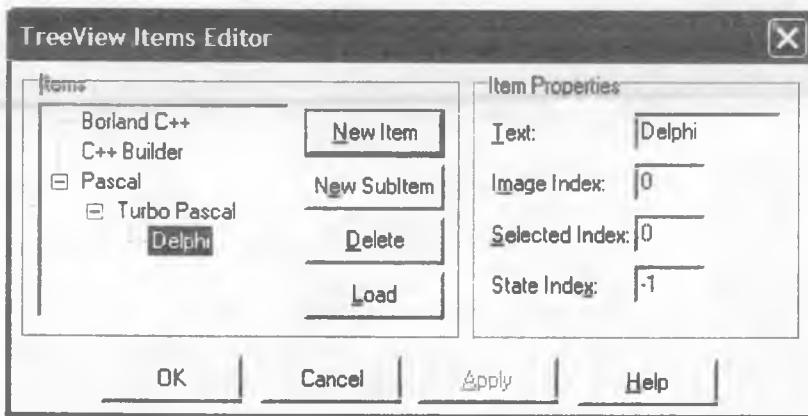 TreeView Items Editor
Items
Borland C++
C++ Builder
Pascal
Turbo Pascal
Delphi
New Item
New SubItem
Delete
Load
Item Properties
Text: Delphi
Image Index: 0
Selected Index: 0
State Index: -1
OK
Cancel
Apply
Help